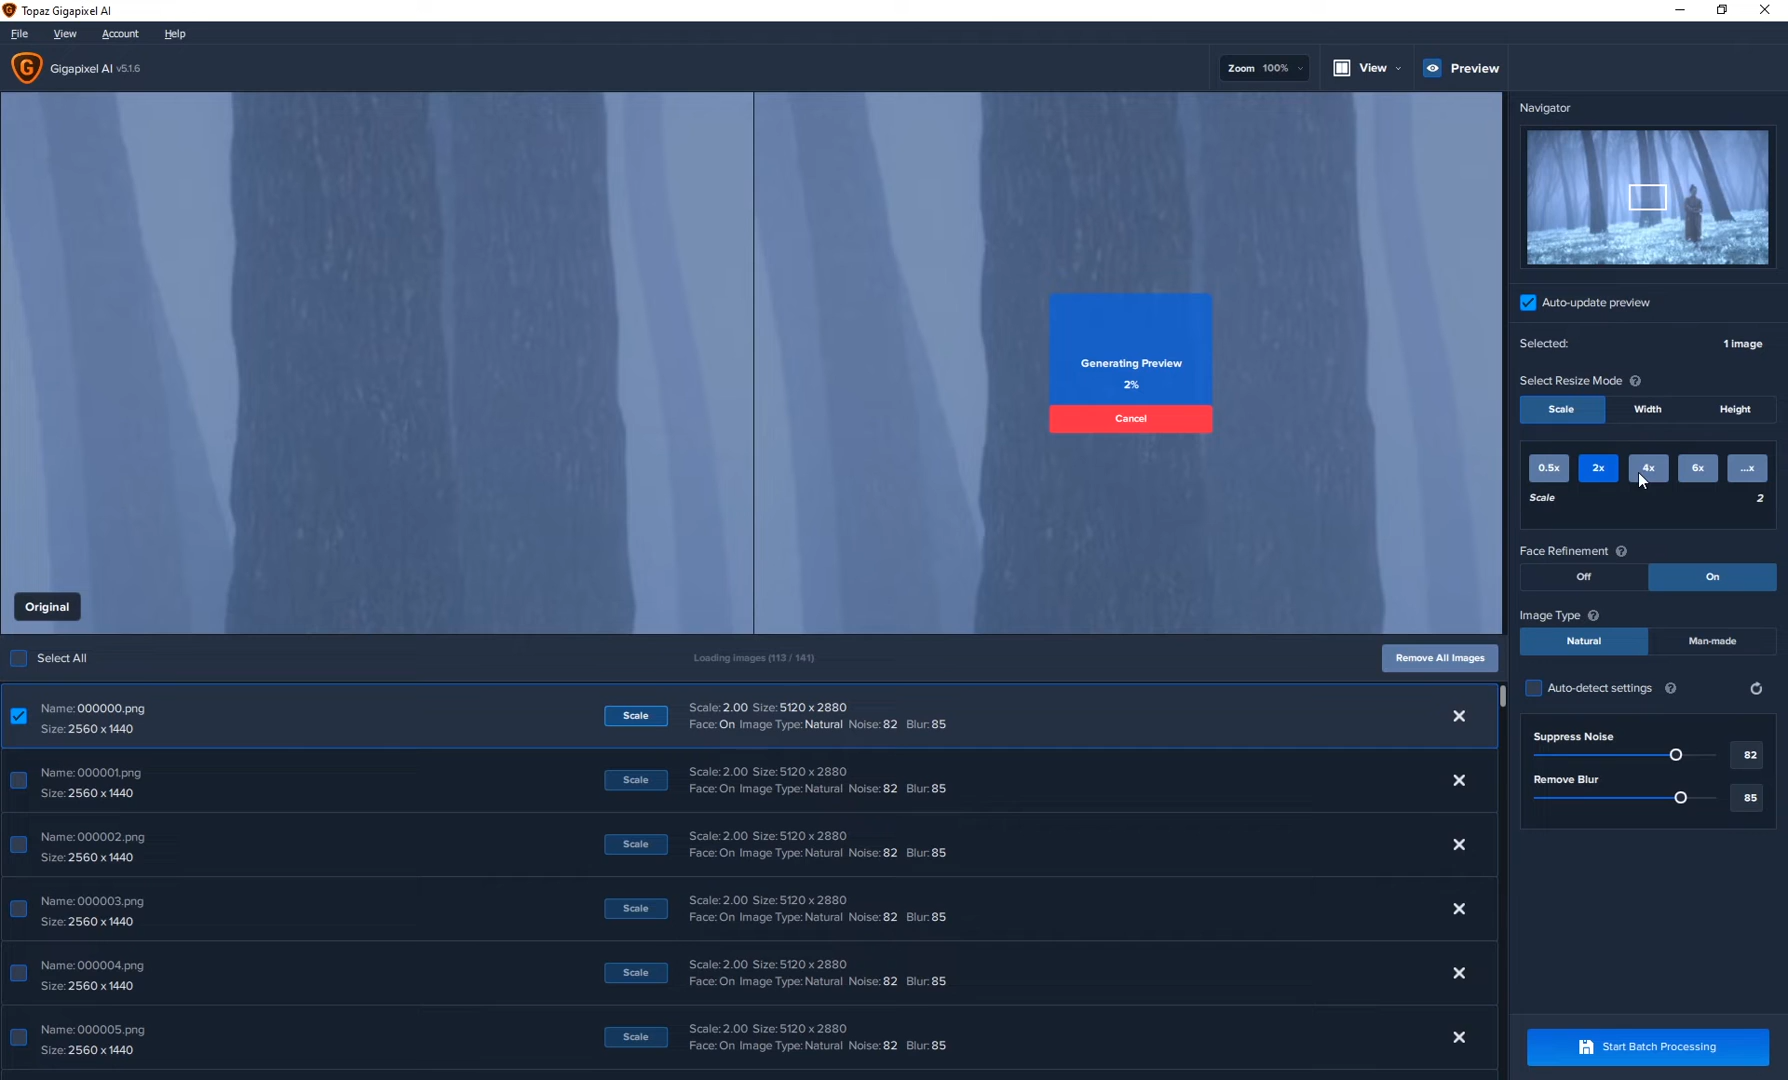 Topaz Gigapixel AI
File View Account Help
Gigapixel AI v5.1.6
Zoom 100% View Preview
Navigator
Auto-update preview
Selected: 1 image
Select Resize Mode
Scale Width Height
0.5x 2x 4x 6x ...x
Scale 2
Face Refinement
Off On
Image Type
Natural Man-made
Auto-detect settings
Suppress Noise
82
Remove Blur
85
Start Batch Processing
Generating Preview
2%
Cancel
Original
Select All Loading images (113 / 141) Remove All Images
Name: 000000.png
Size: 2560 x 1440
Scale
Scale: 2.00 Size: 5120 x 2880
Face: On Image Type: Natural Noise: 82 Blur: 85
Name: 000001.png
Size: 2560 x 1440
Scale
Scale: 2.00 Size: 5120 x 2880
Face: On Image Type: Natural Noise: 82 Blur: 85
Name: 000002.png
Size: 2560 x 1440
Scale
Scale: 2.00 Size: 5120 x 2880
Face: On Image Type: Natural Noise: 82 Blur: 85
Name: 000003.png
Size: 2560 x 1440
Scale
Scale: 2.00 Size: 5120 x 2880
Face: On Image Type: Natural Noise: 82 Blur: 85
Name: 000004.png
Size: 2560 x 1440
Scale
Scale: 2.00 Size: 5120 x 2880
Face: On Image Type: Natural Noise: 82 Blur: 85
Name: 000005.png
Size: 2560 x 1440
Scale
Scale: 2.00 Size: 5120 x 2880
Face: On Image Type: Natural Noise: 82 Blur: 85